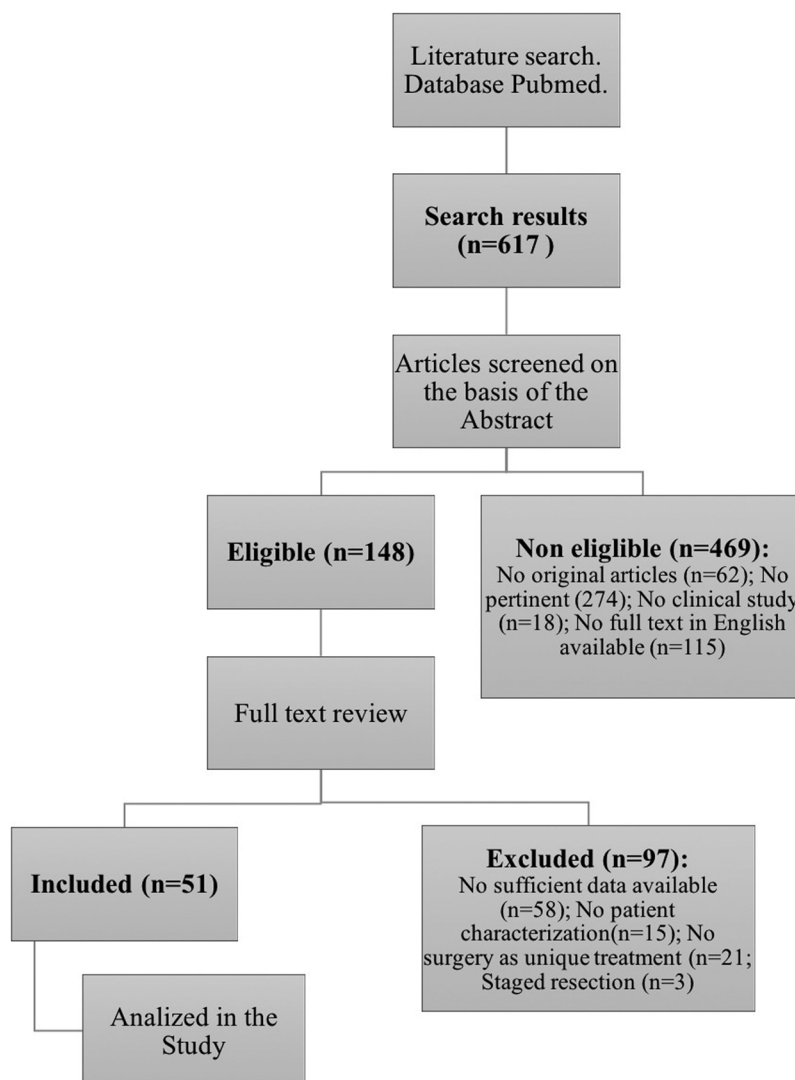 Literature search.
Database Pubmed.
Search results
(n=617 )
Articles screened on
the basis of the
Abstract
Eligible (n=148)
Non eliglible (n=469):
No original articles (n=62); No
pertinent (274); No clinical study
(n=18); No full text in English
available (n=115)
Full text review
Included (n=51)
Excluded (n=97):
No sufficient data available
(n=58); No patient
characterization(n=15); No
surgery as unique treatment (n=21;
Staged resection (n=3)
Analized in the
Study